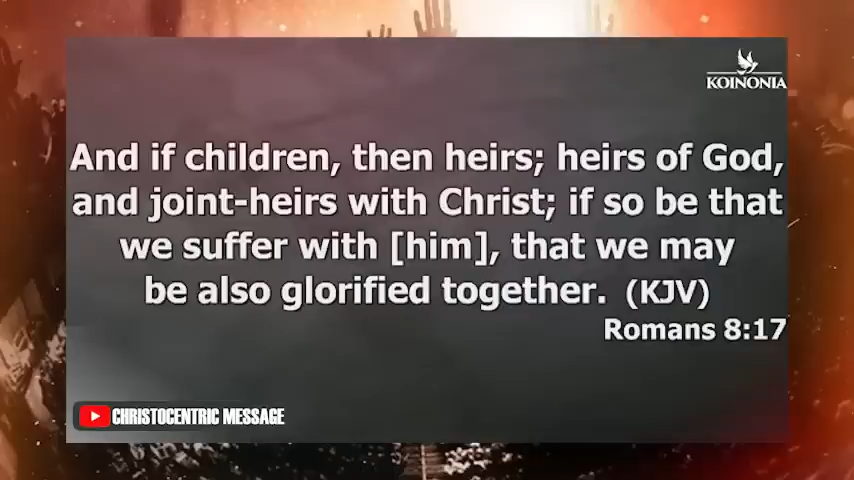 KOINONIA
And if children, then heirs; heirs of God,
and joint-heirs with Christ; if so be that
we suffer with [him], that we may
be also glorified together. (KJV)
Romans 8:17
CHRISTOCENTRIC MESSAGE